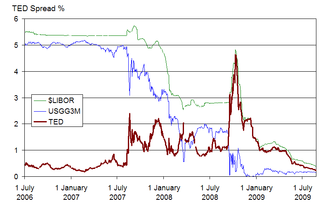 TED Spread %
6
5
4
3
2
1
0
$LIBOR
USGG3M
TED
1 July 2006
1 January 2007
1 July 2007
1 January 2008
1 July 2008
1 January 2009
1 July 2009